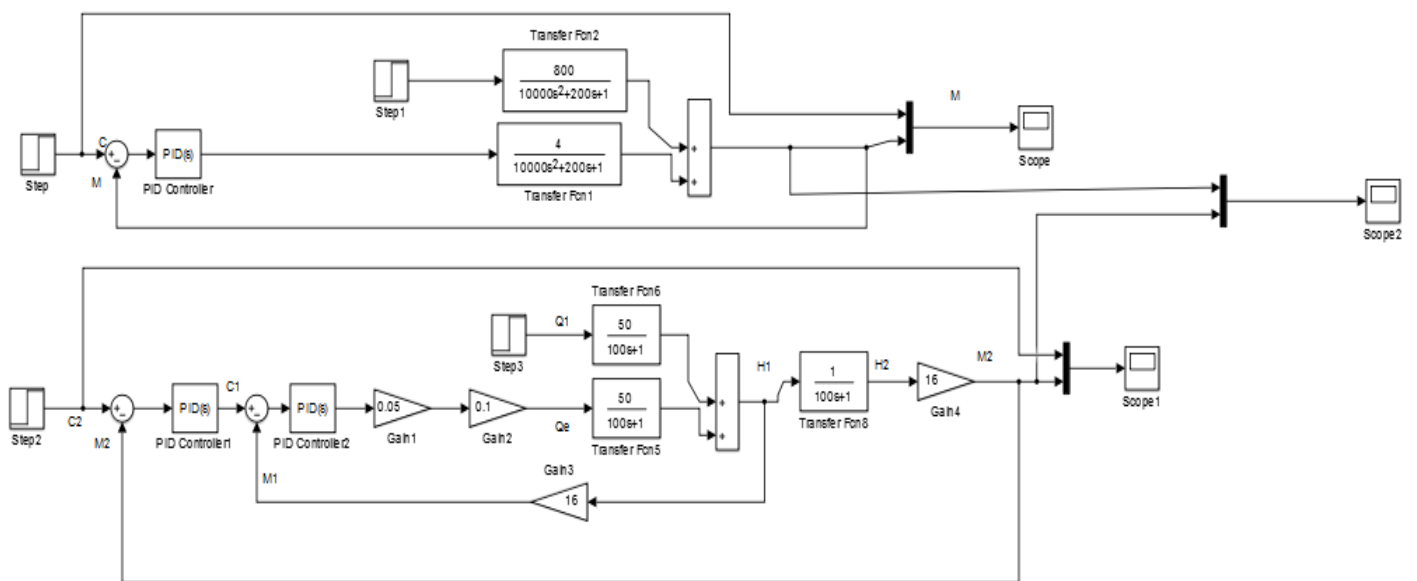 Transfer Fcn2
800
10000s²+200s+1
Step1
M
Scope
Step
C
M
PID(s)
PID Controller
4
10000s²+200s+1
Transfer Fcn1
Scope2
Transfer Fcn6
Q1
50
100s+1
Step3
H1
H2
M2
1
100s+1
Transfer Fcn8
16
Gain4
Scope1
Step2
C2
M2
PID(s)
PID Controller1
C1
PID(s)
PID Controller2
0.05
Gain1
0.1
Gain2
Qe
50
100s+1
Transfer Fcn5
M1
Gain3
16